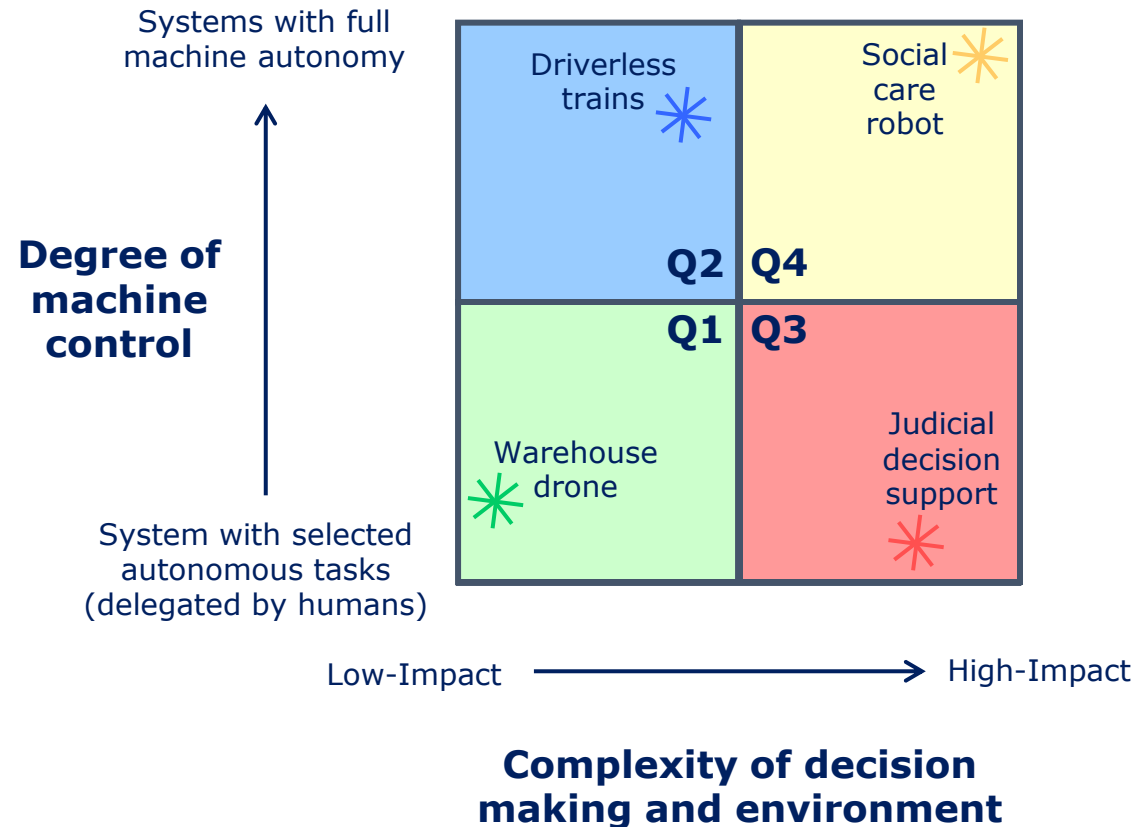 Systems with full
machine autonomy
Driverless
trains
Social
care
robot
Degree of
machine
control
Q2
Q4
Q1
Q3
Warehouse
drone
Judicial
decision
support
System with selected
autonomous tasks
(delegated by humans)
Low-Impact
High-Impact
Complexity of decision
making and environment